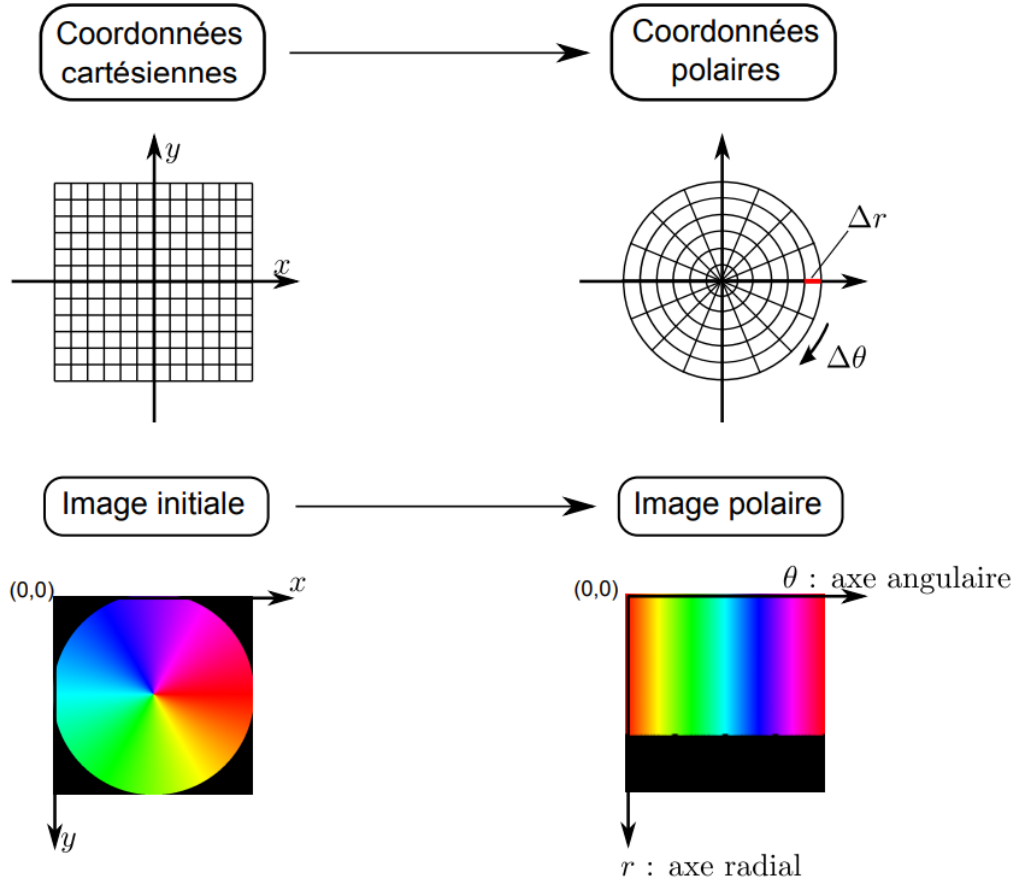 Coordonnées
cartésiennes
Coordonnées
polaires
y
x
Δr
Δθ
Image initiale
Image polaire
(0,0)
x
y
(0,0)
θ : axe angulaire
r : axe radial